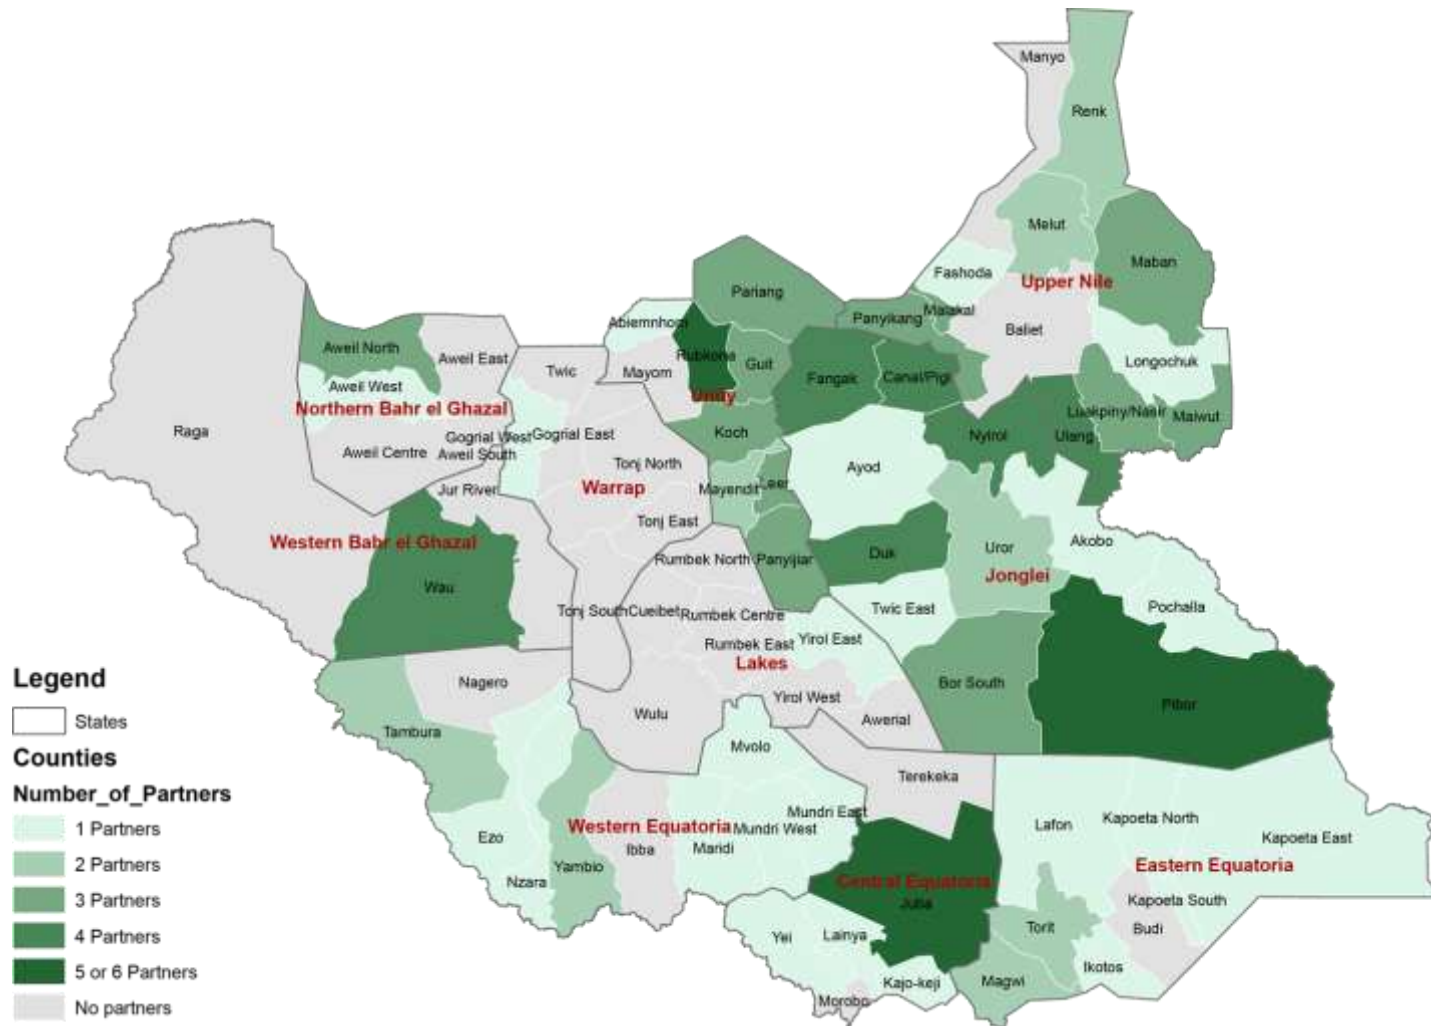 Manyo
Renk
Melut
Maban
Fashoda
Upper Nile
Pariang
Malakal
Panyikang
Abiemnhom
Baliet
Aweil North
Aweil East
Rubkona
Longochuk
Guit
Twic
Mayom
Fangak
Canal/Pigi
Aweil West
Unity
Northern Bahr el Ghazal
Luakpiny/Nasir
Maiwut
Raga
Koch
Nyirol
Ulang
Gogrial West
Gogrial East
Aweil Centre
Aweil South
Tonj North
Ayod
Jur River
Warrap
Mayendit
Leer
Tonj East
Western Bahr el Ghazal
Akobo
Uror
Duk
Rumbek North
Panyijiar
Jonglei
Wau
Pochalla
Tonj South
Cueibet
Rumbek Centre
Twic East
Yirol East
Rumbek East
Lakes
Legend
Nagero
Bor South
Yirol West
Pibor
Wulu
Awerial
States
Tambura
Mvolo
Counties
Terekeka
Number_of_Partners
Mundri East
Kapoeta North
1 Partners
Western Equatoria
Mundri West
Lafon
Ezo
Ibba
Maridi
Kapoeta East
2 Partners
Yambio
Eastern Equatoria
Nzara
Central Equatoria
3 Partners
Juba
Kapoeta South
4 Partners
Yei
Lainya
Torit
Budi
5 or 6 Partners
Ikotos
Kajo-keji
Magwi
No partners
Morobo